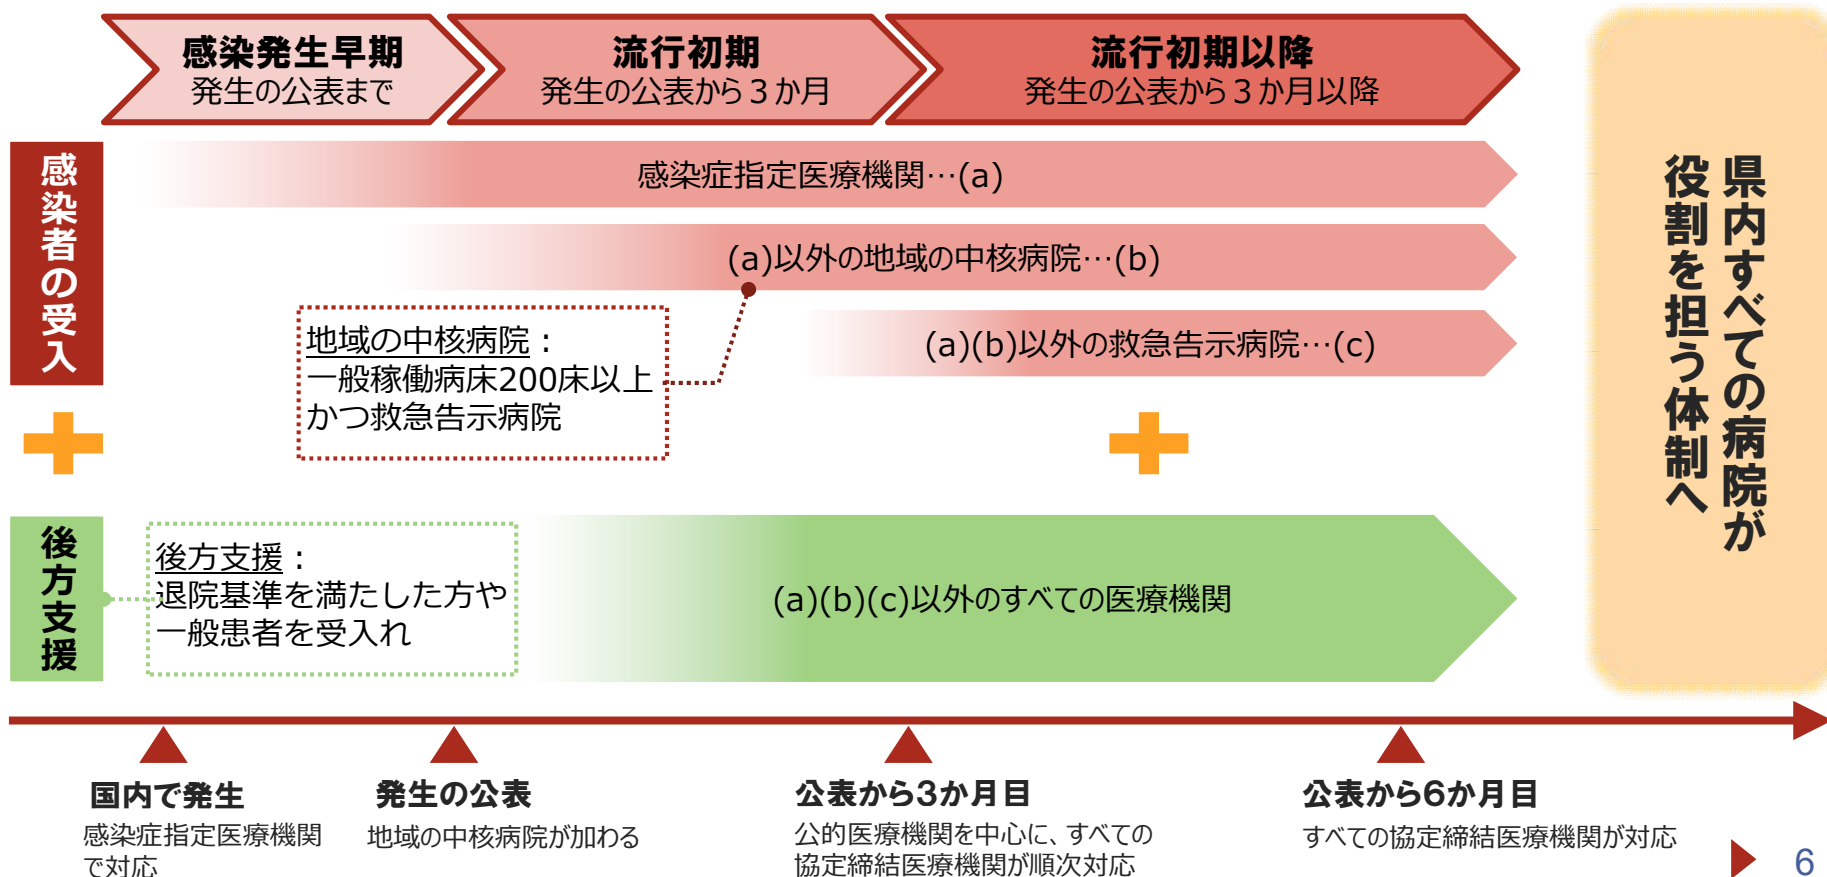 感染発生早期
発生の公表まで
流行初期
発生の公表から３か月
流行初期以降
発生の公表から３か月以降
感染者の受入
感染症指定医療機関…(a)
(a)以外の地域の中核病院…(b)
(a)(b)以外の救急告示病院…(c)
地域の中核病院：
一般稼働病床200床以上
かつ救急告示病院
後方支援
後方支援：
退院基準を満たした方や
一般患者を受入れ
(a)(b)(c)以外のすべての医療機関
県内すべての病院が
役割を担う体制へ
国内で発生
感染症指定医療機関
で対応
発生の公表
地域の中核病院が加わる
公表から3か月目
公的医療機関を中心に、すべての
協定締結医療機関が順次対応
公表から6か月目
すべての協定締結医療機関が対応
6